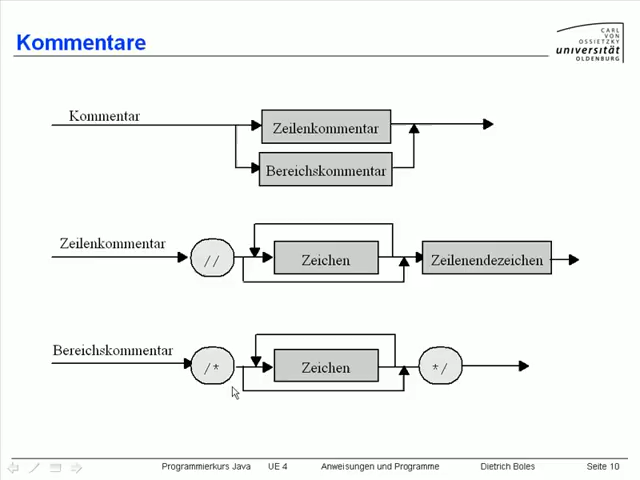 Kommentare
CARL
VON
OSSIETZKY
universität
OLDENBURG
Kommentar
Zeilenkommentar
Bereichskommentar
Zeilenkommentar
//
Zeichen
Zeilenendezeichen
Bereichskommentar
/*
Zeichen
*/
Programmierkurs Java UE 4 Anweisungen und Programme Dietrich Boles Seite 10